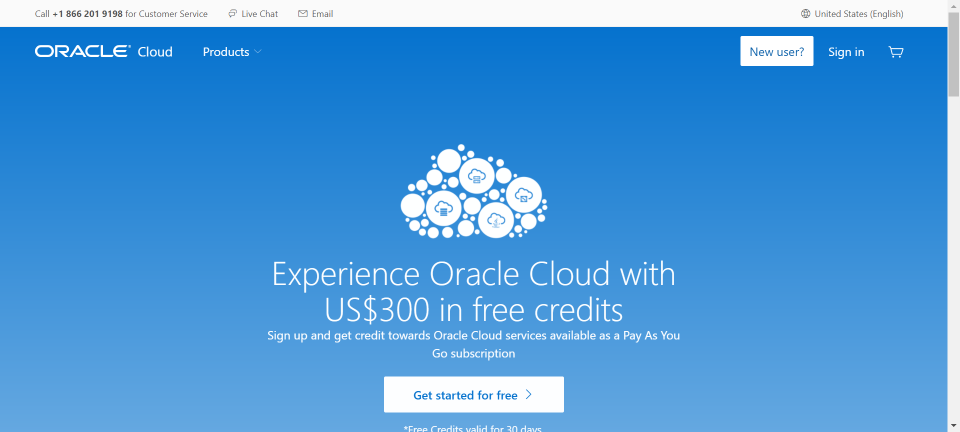 Call +1 866 201 9198 for Customer Service Live Chat Email United States (English)
ORACLE Cloud Products New user? Sign in
Experience Oracle Cloud with
US$300 in free credits
Sign up and get credit towards Oracle Cloud services available as a Pay As You
Go subscription
Get started for free
*Free Credits valid for 30 days